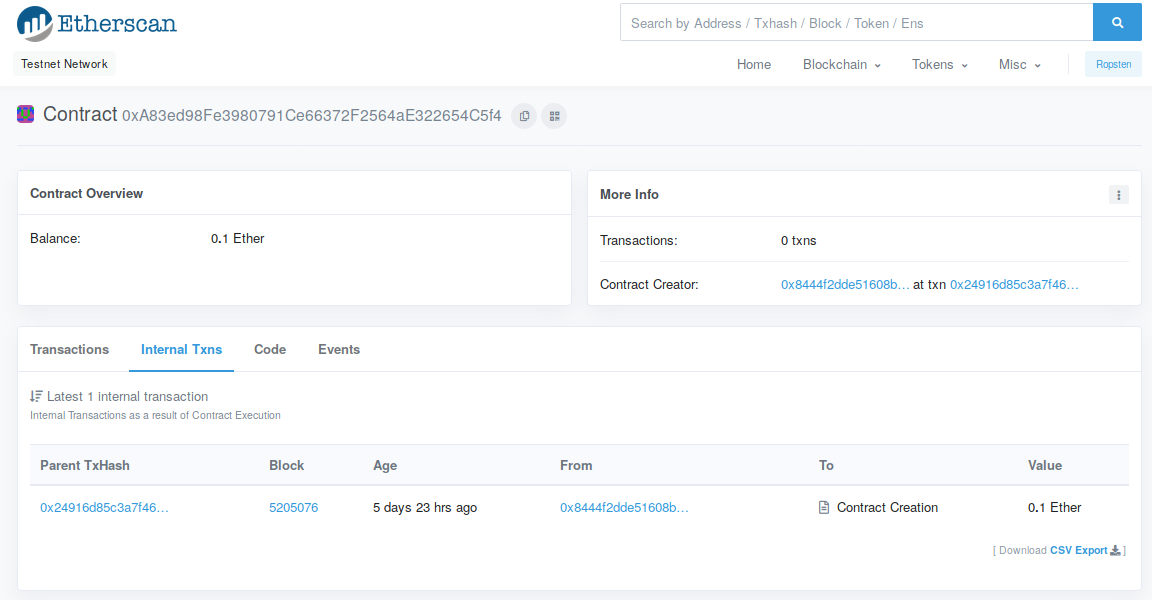 Etherscan
Search by Address / Txhash / Block / Token / Ens
Testnet Network
Home Blockchain Tokens Misc Ropsten
Contract 0xA83ed98Fe3980791Ce66372F2564aE322654C5f4
Contract Overview
Balance: 0.1 Ether
More Info
Transactions: 0 txns
Contract Creator: 0x8444f2dde51608b... at txn 0x24916d85c3a7f46...
Transactions Internal Txns Code Events
Latest 1 internal transaction
Internal Transactions as a result of Contract Execution
Parent TxHash Block Age From To Value
0x24916d85c3a7f46... 5205076 5 days 23 hrs ago 0x8444f2dde51608b... Contract Creation 0.1 Ether
[ Download CSV Export ]